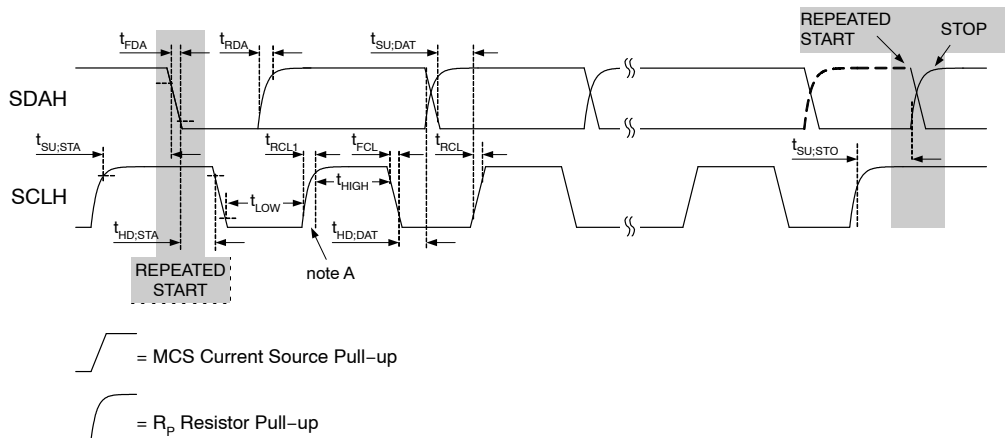 REPEATED
START
STOP
tFDA
tRDA
tSU;DAT
SDAH
tSU;STA
tRCL1
tFCL
tRCL
tSU;STO
SCLH
tLOW
tHIGH
tHD;STA
tHD;DAT
note A
REPEATED
START
= MCS Current Source Pull−up
= RP Resistor Pull−up